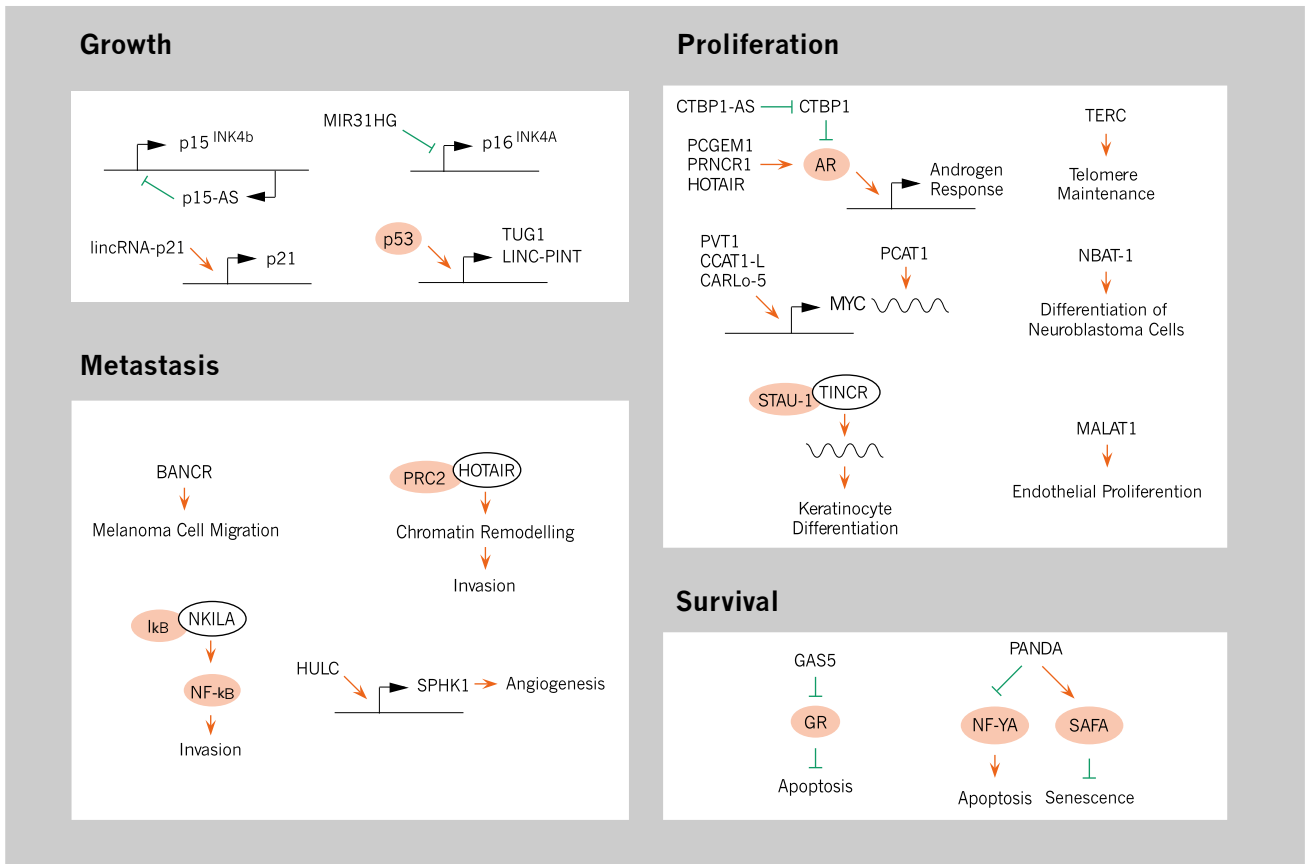 Growth
p15 INK4b
p15-AS
MIR31HG
p16 INK4A
lincRNA-p21
p21
p53
TUG1
LINC-PINT
Metastasis
BANCR
Melanoma Cell Migration
PRC2
HOTAIR
Chromatin Remodelling
Invasion
IkB
NKILA
NF-kB
Invasion
HULC
SPHK1
Angiogenesis
Proliferation
CTBP1-AS
CTBP1
PCGEM1
PRNCR1
HOTAIR
AR
Androgen
Response
TERC
Telomere
Maintenance
PVT1
CCAT1-L
CARLo-5
MYC
PCAT1
NBAT-1
Differentiation of
Neuroblastoma Cells
STAU-1
TINCR
Keratinocyte
Differentiation
MALAT1
Endothelial Proliferention
Survival
GAS5
GR
Apoptosis
PANDA
NF-YA
SAFA
Apoptosis
Senescence